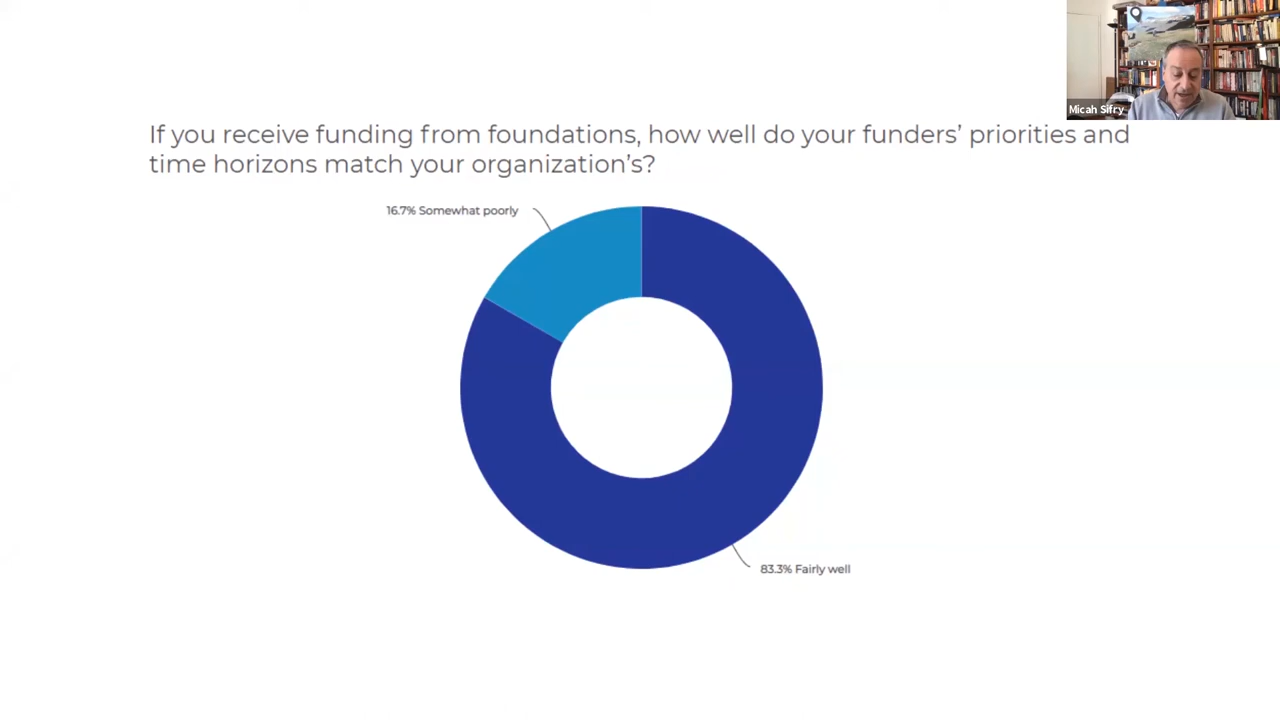 Micah Sifry
If you receive funding from foundations, how well do your funders’ priorities and
time horizons match your organization’s?
16.7% Somewhat poorly
83.3% Fairly well